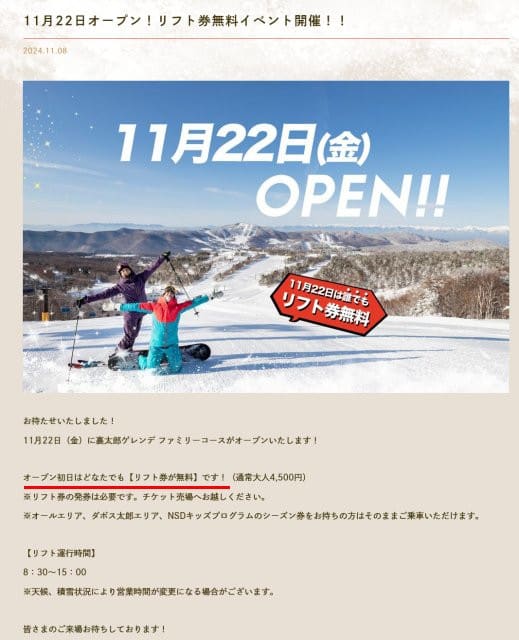 11月22日オープン！リフト券無料イベント開催！！
2024.11.08
11月22日(金)
OPEN!!
11月22日は誰でも
リフト券無料
お待たせいたしました！
11月22日（金）に裏太郎ゲレンデ ファミリーコースがオープンいたします！
オープン初日はどなたでも【リフト券が無料】です！（通常大人4,500円）
※リフト券の発券は必要です。チケット売場へお越しください。
※オールエリア、ダボス太郎エリア、NSDキッズプログラムのシーズン券をお持ちの方はそのままご乗車いただけます。
【リフト運行時間】
8：30～15：00
※天候、積雪状況により営業時間が変更になる場合がございます。
皆さまのご来場お待ちしております！